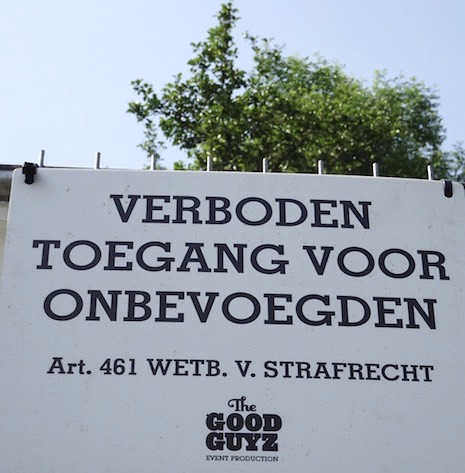 VERBODEN
TOEGANG VOOR
ONBEVOEGDEN
Art. 461 WETB. V. STRAFRECHT
The
GOOD
GUYZ
EVENT PRODUCTION